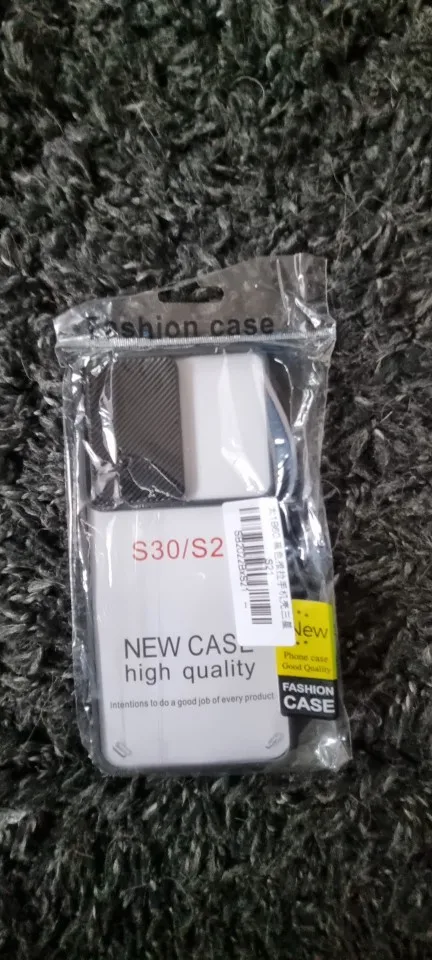 Fashion case
S30/S2
S21
NEW CASE
high quality
intentions to do a good job of every product
New
Phone case
Good Quality
FASHION
CASE